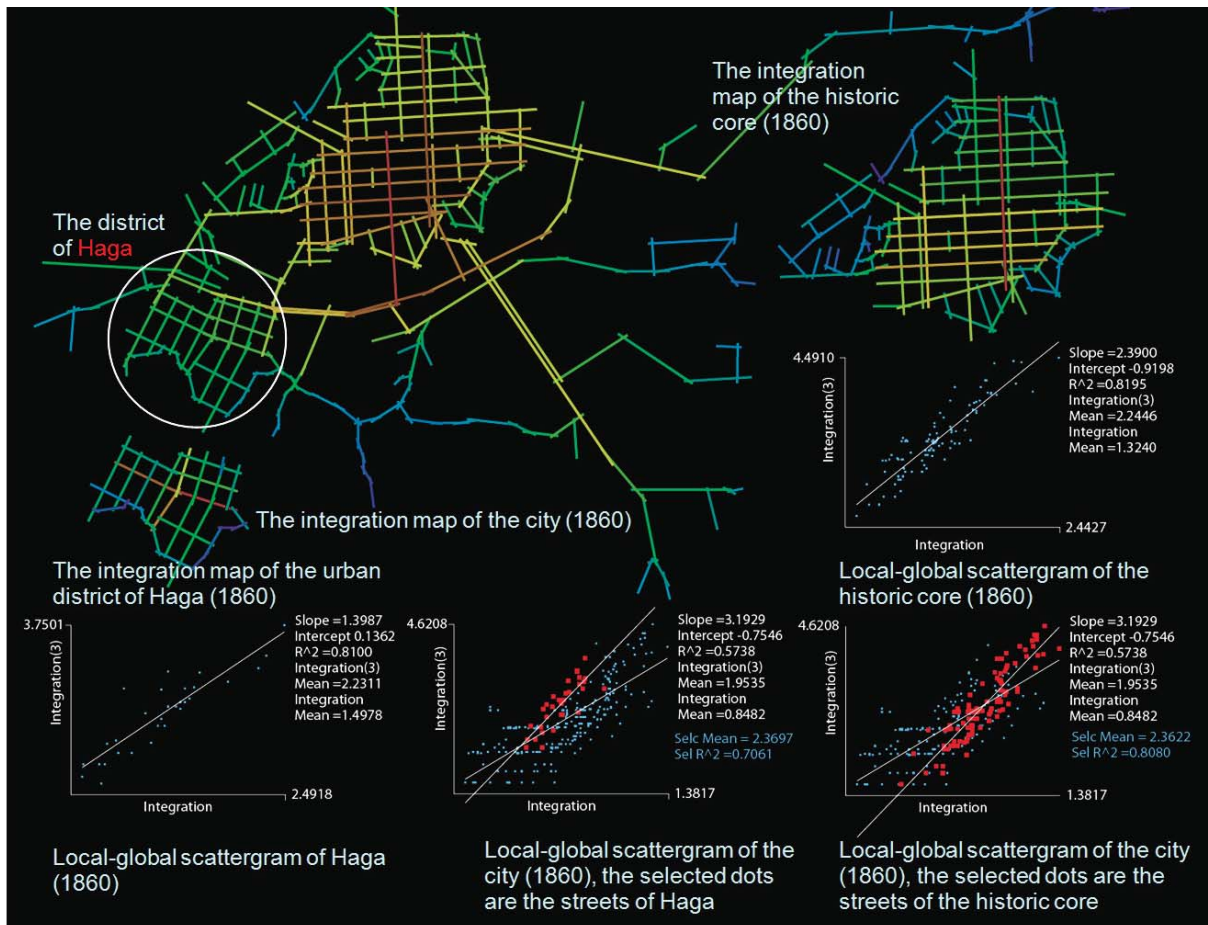 The integration
map of the historic
core (1860)
The district
of Haga
The integration map of the city (1860)
The integration map of the urban
district of Haga (1860)
4.4910
Integration(3)
Slope =2.3900
Intercept -0.9198
R^2 =0.8195
Integration(3)
Mean =2.2446
Integration
Mean =1.3240
2.4427
Integration
Local-global scattergram of the
historic core (1860)
3.7501
Integration(3)
Slope =1.3987
Intercept 0.1362
R^2 =0.8100
Integration(3)
Mean =2.2311
Integration
Mean =1.4978
2.4918
Integration
Local-global scattergram of Haga
(1860)
4.6208
Integration(3)
Slope =3.1929
Intercept -0.7546
R^2 =0.5738
Integration(3)
Mean =1.9535
Integration
Mean =0.8482
Selc Mean = 2.3697
Sel R^2 =0.7061
1.3817
Integration
Local-global scattergram of the
city (1860), the selected dots
are the streets of Haga
4.6208
Integration(3)
Slope =3.1929
Intercept -0.7546
R^2 =0.5738
Integration(3)
Mean =1.9535
Integration
Mean =0.8482
Selc Mean = 2.3622
Sel R^2 =0.8080
1.3817
Integration
Local-global scattergram of the city
(1860), the selected dots are the
streets of the historic core